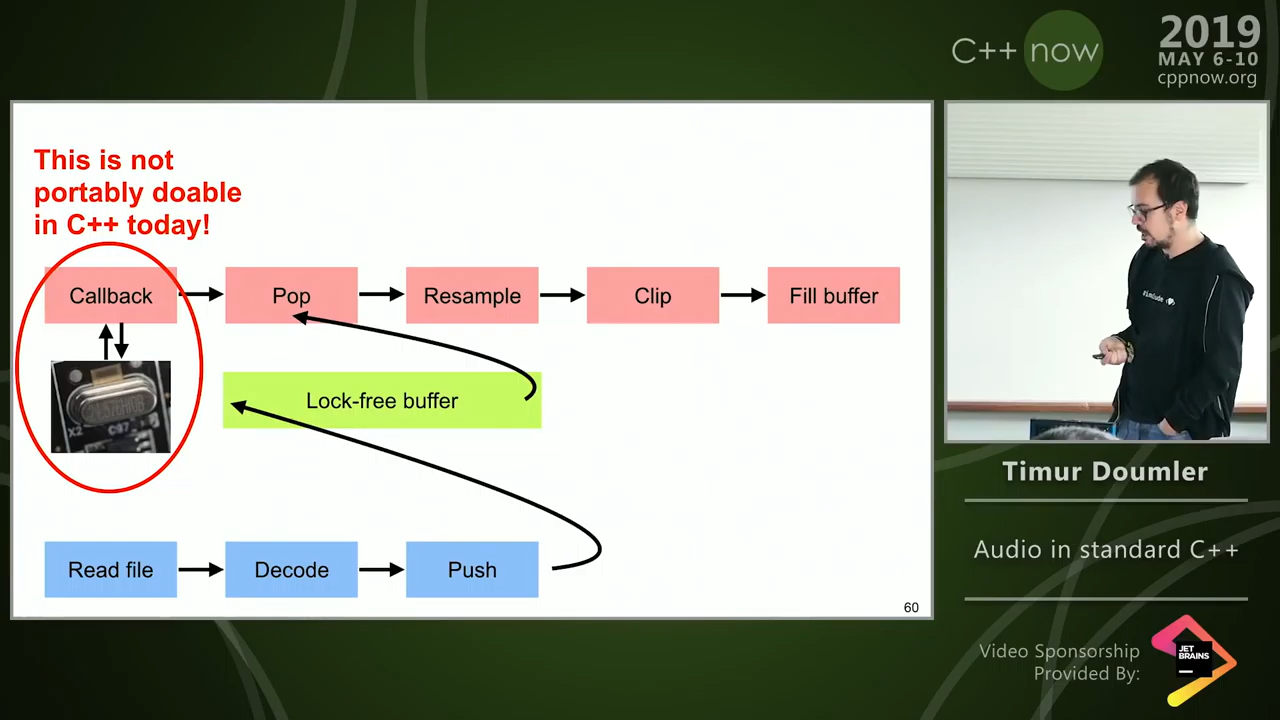 C++ now
2019
MAY 6-10
cppnow.org
This is not
portably doable
in C++ today!
Callback
Pop
Resample
Clip
Fill buffer
X2
Lock-free buffer
Read file
Decode
Push
60
#include
Timur Doumler
Audio in standard C++
Video Sponsorship
Provided By:
JET
BRAINS